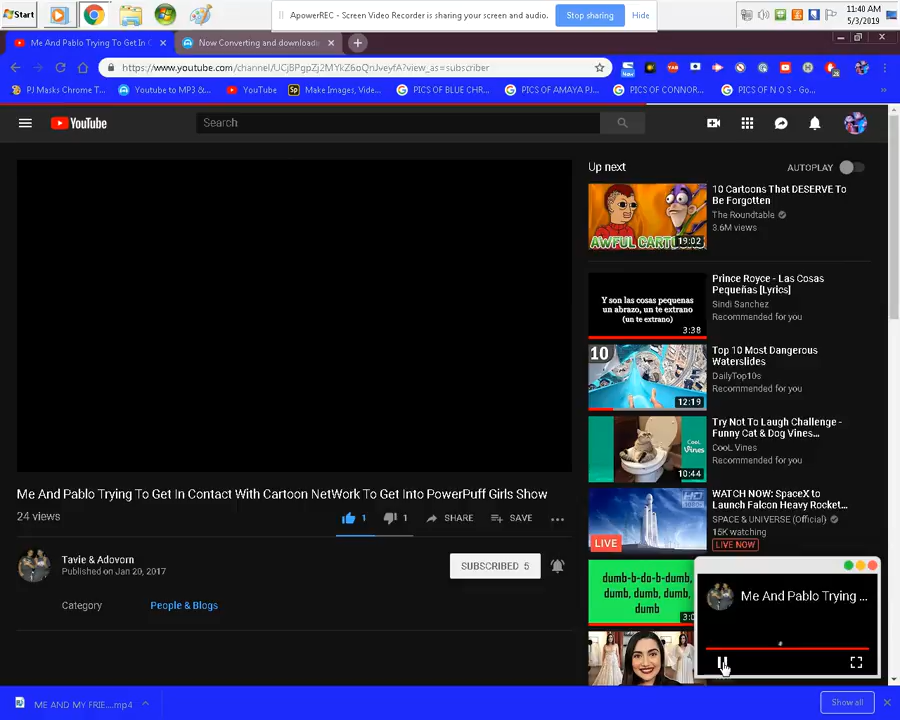 Start
ApowerREC - Screen Video Recorder is sharing your screen and audio.
Stop sharing
Hide
11:40 AM
5/3/2019
Me And Pablo Trying To Get In C
Now Converting and downloadin
https://www.youtube.com/channel/UCjBPgpZj2MYkZ6oQnJveyfA?view_as=subscriber
PJ Masks Chrome T...
Youtube to MP3 &...
YouTube
Make Images, Vide...
PICS OF BLUE CHR...
PICS OF AMAYA PJ...
PICS OF CONNOR...
PICS OF N O S - Go...
YouTube
Search
Up next
AUTOPLAY
10 Cartoons That DESERVE To
Be Forgotten
The Roundtable
3.6M views
AWFUL CARTOONS
19:02
Prince Royce - Las Cosas
Pequeñas [Lyrics]
Sindi Sanchez
Recommended for you
Y son las cosas pequenas
un abrazo, un te extrano
(un te extrano)
3:38
Top 10 Most Dangerous
Waterslides
DailyTop10s
Recommended for you
10
12:19
Try Not To Laugh Challenge -
Funny Cat & Dog Vines...
CooL Vines
Recommended for you
CooL
Vines
10:44
WATCH NOW: SpaceX to
Launch Falcon Heavy Rocket...
SPACE & UNIVERSE (Official)
15K watching
LIVE NOW
HD
LIVE
dumb-b-da-b-dumb,
dumb, dumb, dumb,
dumb
Me And Pablo Trying To Get In Contact With Cartoon NetWork To Get Into PowerPuff Girls Show
24 views
1
1
SHARE
SAVE
Tavie & Adovorn
Published on Jan 20, 2017
SUBSCRIBED 5
Category
People & Blogs
Me And Pablo Trying ...
ME AND MY FRIE....mp4
Show all